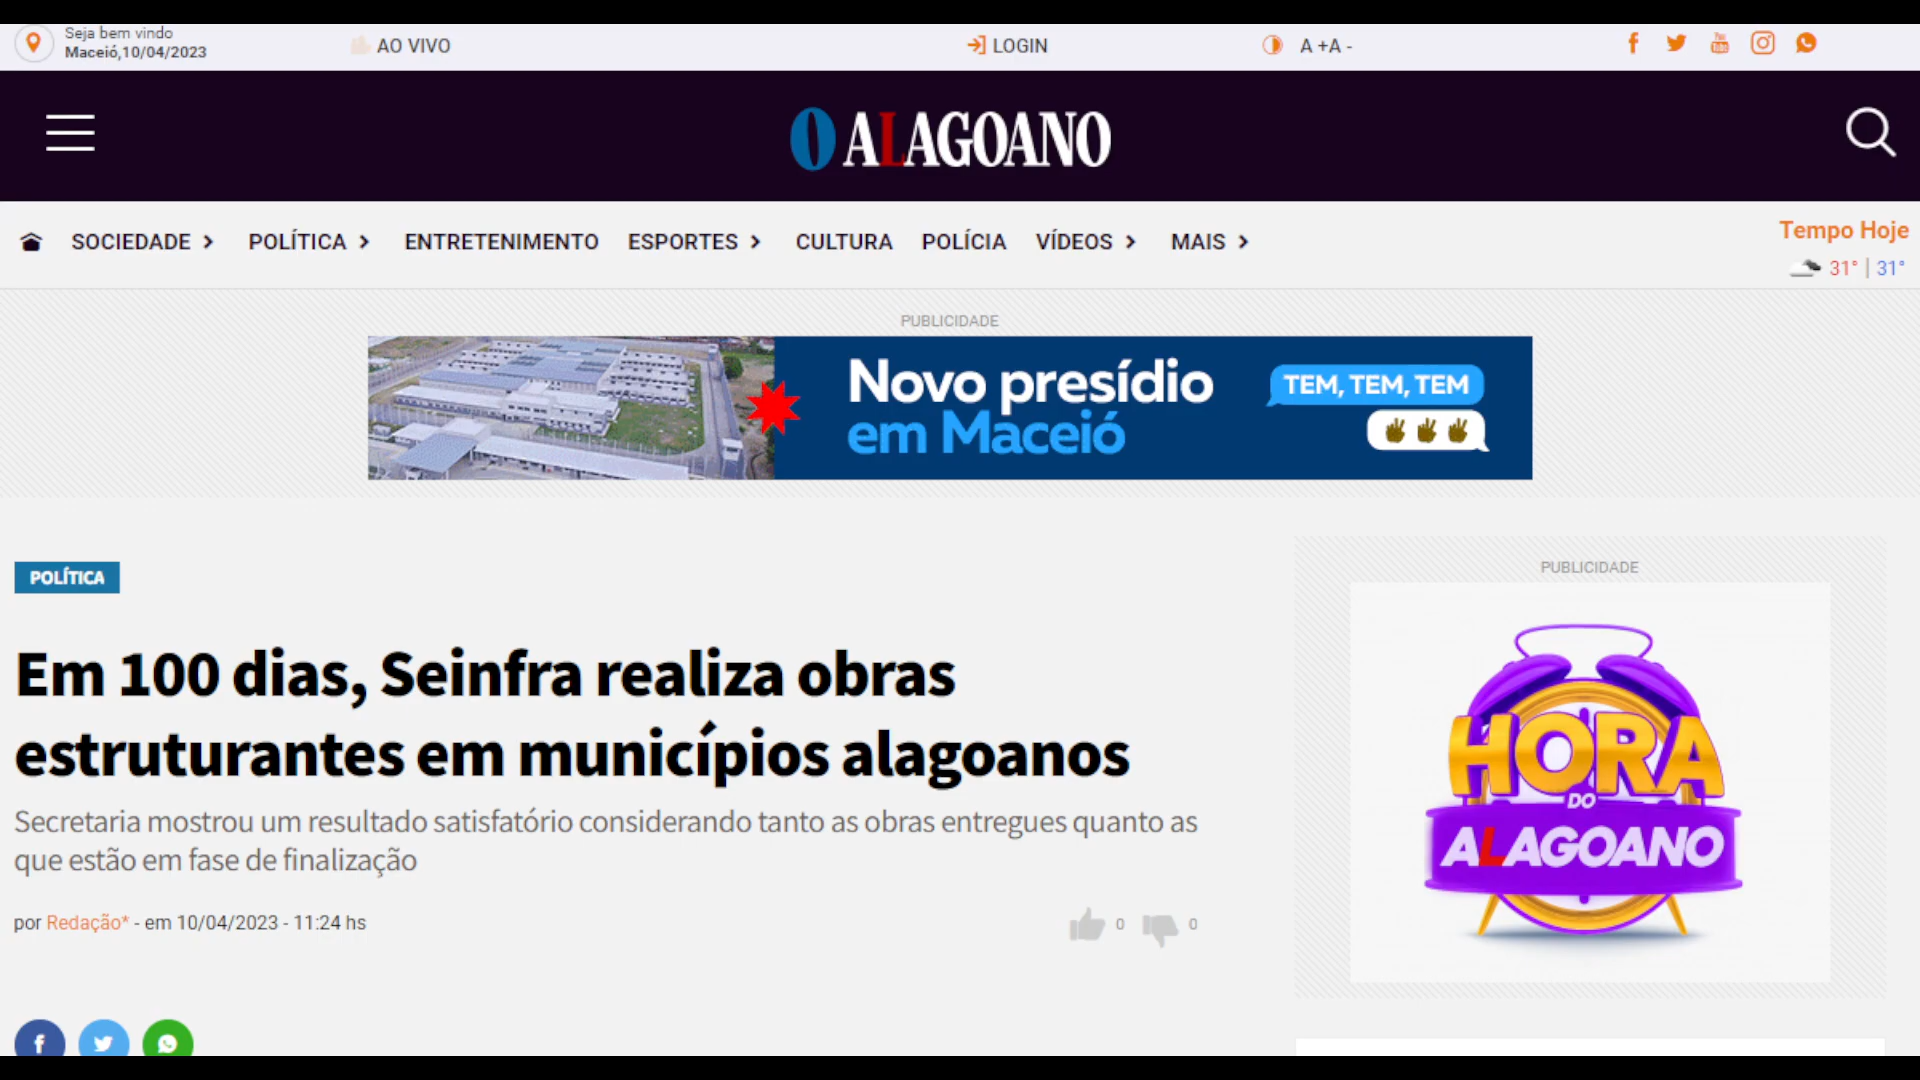 Seja bem vindo
Maceió,10/04/2023
AO VIVO
LOGIN
A +A -
O ALAGOANO
SOCIEDADE
POLÍTICA
ENTRETENIMENTO
ESPORTES
CULTURA
POLÍCIA
VÍDEOS
MAIS
Tempo Hoje
31° | 31°
PUBLICIDADE
Novo presídio
em Maceió
TEM, TEM, TEM
POLÍTICA
Em 100 dias, Seinfra realiza obras
estruturantes em municípios alagoanos
Secretaria mostrou um resultado satisfatório considerando tanto as obras entregues quanto as
que estão em fase de finalização
por Redação* - em 10/04/2023 - 11:24 hs
0
0
PUBLICIDADE
HORA
DO
ALAGOANO